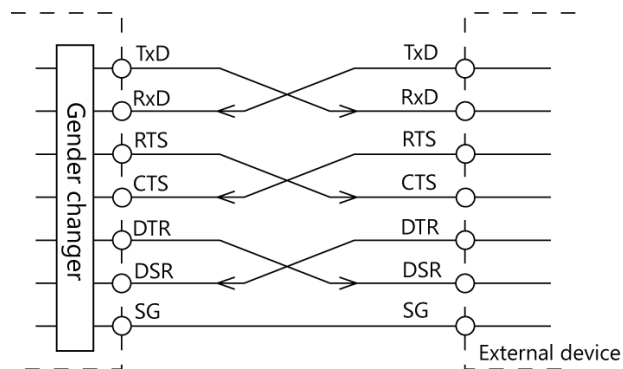 TxD TxD
RxD RxD
RTS RTS
CTS CTS
DTR DTR
DSR DSR
SG SG
Gender changer
External device